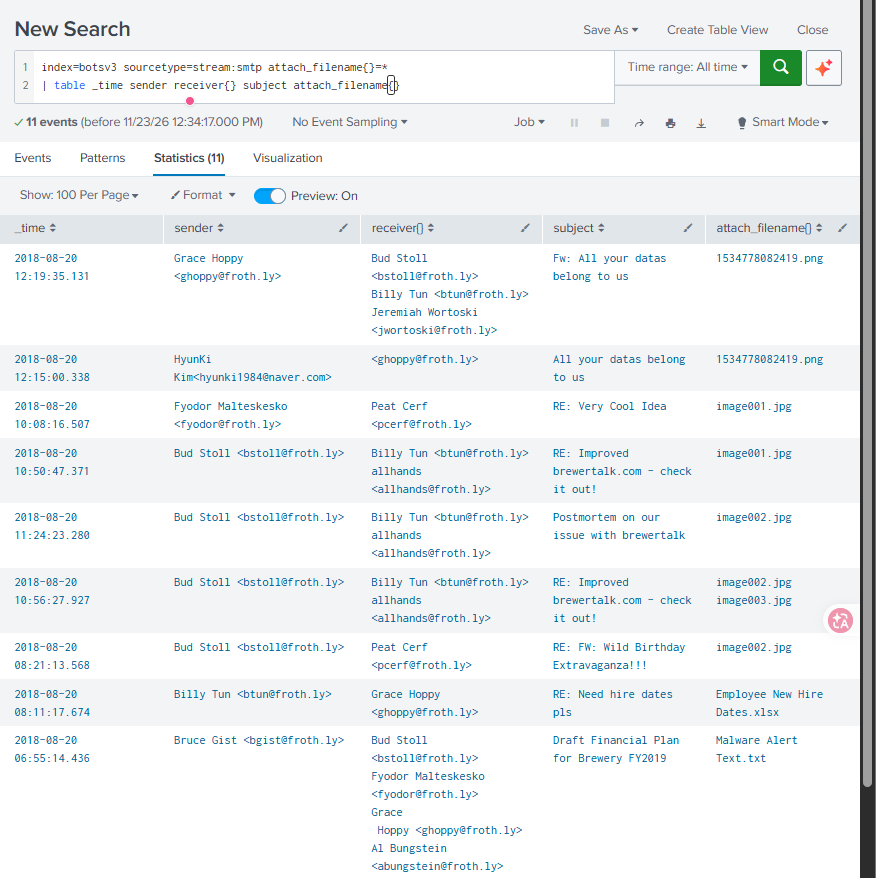 New Search
Save As
Create Table View
Close
1 index=botsv3 sourcetype=stream:smtp attach_filename{}=*
2 | table _time sender receiver{} subject attach_filename{}
Time range: All time
11 events (before 11/23/26 12:34:17.000 PM)
No Event Sampling
Job
Smart Mode
Events
Patterns
Statistics (11)
Visualization
Show: 100 Per Page
Format
Preview: On
_time
sender
receiver{}
subject
attach_filename{}
2018-08-20
12:19:35.131
Grace Hoppy
<ghoppy@froth.ly>
Bud Stoll
<bstoll@froth.ly>
Billy Tun <btun@froth.ly>
Jeremiah Wortoski
<jwortoski@froth.ly>
Fw: All your datas
belong to us
1534778082419.png
2018-08-20
12:15:00.338
HyunKi
Kim<hyunki1984@naver.com>
<ghoppy@froth.ly>
All your datas belong
to us
1534778082419.png
2018-08-20
10:08:16.507
Fyodor Malteskesko
<fyodor@froth.ly>
Peat Cerf
<pcerf@froth.ly>
RE: Very Cool Idea
image001.jpg
2018-08-20
10:50:47.371
Bud Stoll <bstoll@froth.ly>
Billy Tun <btun@froth.ly>
allhands
<allhands@froth.ly>
RE: Improved
brewertalk.com - check
it out!
image001.jpg
2018-08-20
11:24:23.280
Bud Stoll <bstoll@froth.ly>
Billy Tun <btun@froth.ly>
allhands
<allhands@froth.ly>
Postmortem on our
issue with brewertalk
image002.jpg
2018-08-20
10:56:27.927
Bud Stoll <bstoll@froth.ly>
Billy Tun <btun@froth.ly>
allhands
<allhands@froth.ly>
RE: Improved
brewertalk.com - check
it out!
image002.jpg
image003.jpg
2018-08-20
08:21:13.568
Bud Stoll <bstoll@froth.ly>
Peat Cerf
<pcerf@froth.ly>
RE: FW: Wild Birthday
Extravaganza!!!
image002.jpg
2018-08-20
08:11:17.674
Billy Tun <btun@froth.ly>
Grace Hoppy
<ghoppy@froth.ly>
RE: Need hire dates
pls
Employee New Hire
Dates.xlsx
2018-08-20
06:55:14.436
Bruce Gist <bgist@froth.ly>
Bud Stoll
<bstoll@froth.ly>
Fyodor Malteskesko
<fyodor@froth.ly>
Grace
Hoppy <ghoppy@froth.ly>
Al Bungstein
<abungstein@froth.ly>
Draft Financial Plan
for Brewery FY2019
Malware Alert
Text.txt